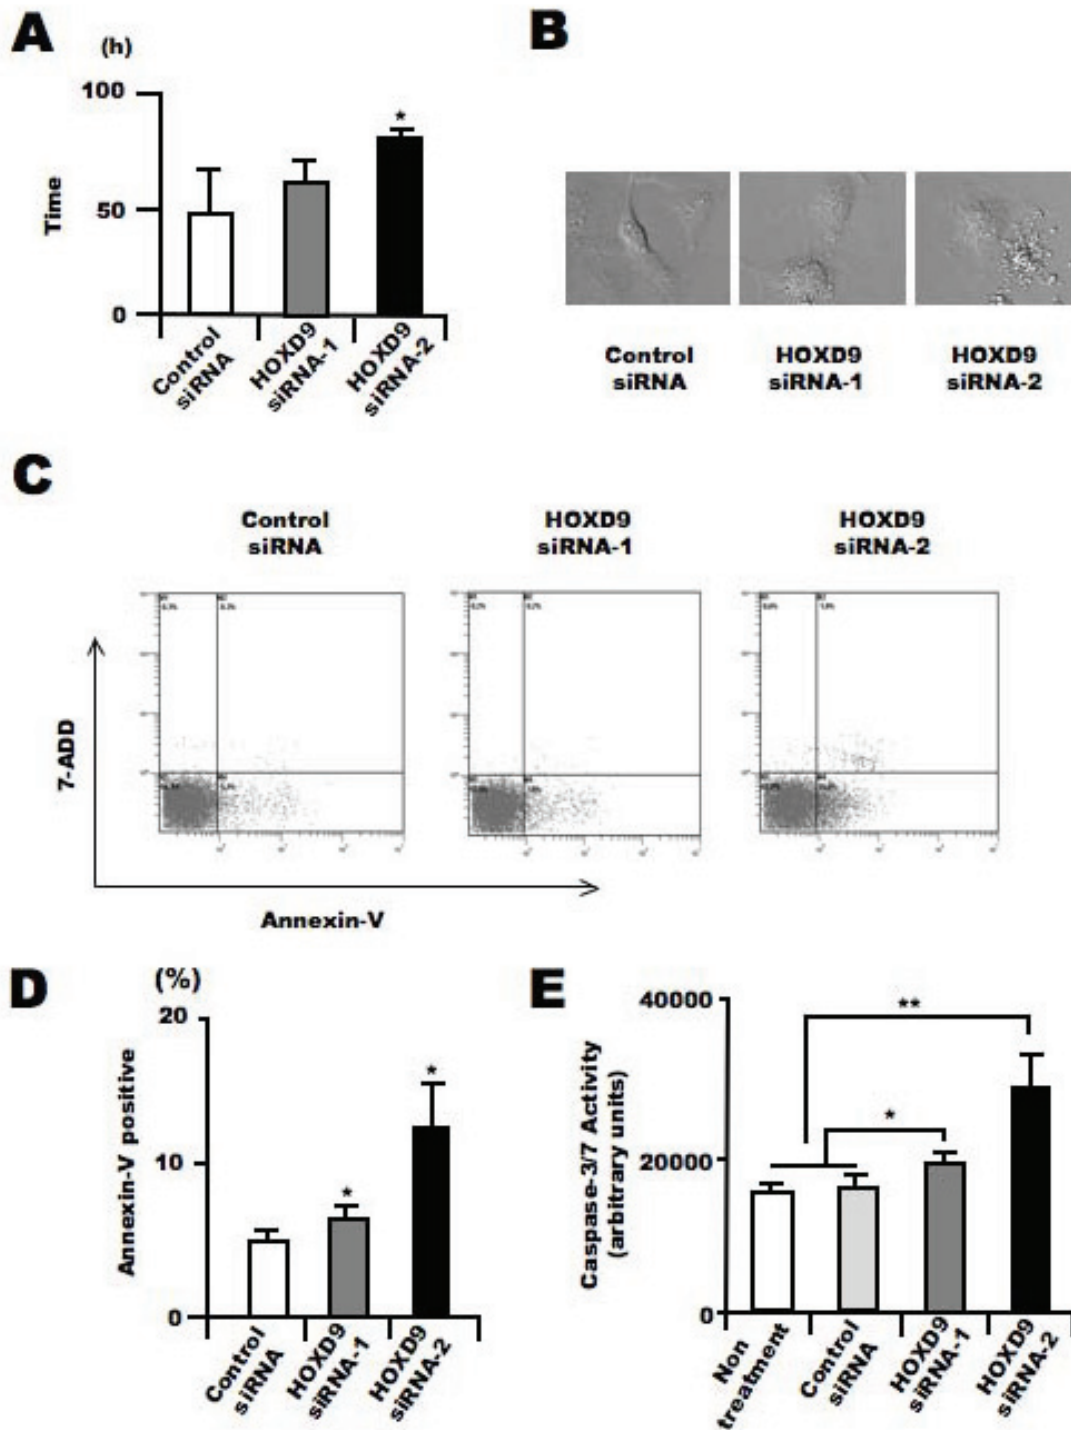 A
(h)
100
50
0
Time
Control
siRNA
HOXD9
siRNA-1
HOXD9
siRNA-2
*
B
Control
siRNA
HOXD9
siRNA-1
HOXD9
siRNA-2
C
Control
siRNA
HOXD9
siRNA-1
HOXD9
siRNA-2
7-ADD
Annexin-V
D
(%)
20
10
0
Annexin-V positive
*
*
Control
siRNA
HOXD9
siRNA-1
HOXD9
siRNA-2
E
40000
20000
0
Caspase-3/7 Activity
(arbitrary units)
**
*
Non
treatment
Control
siRNA
HOXD9
siRNA-1
HOXD9
siRNA-2